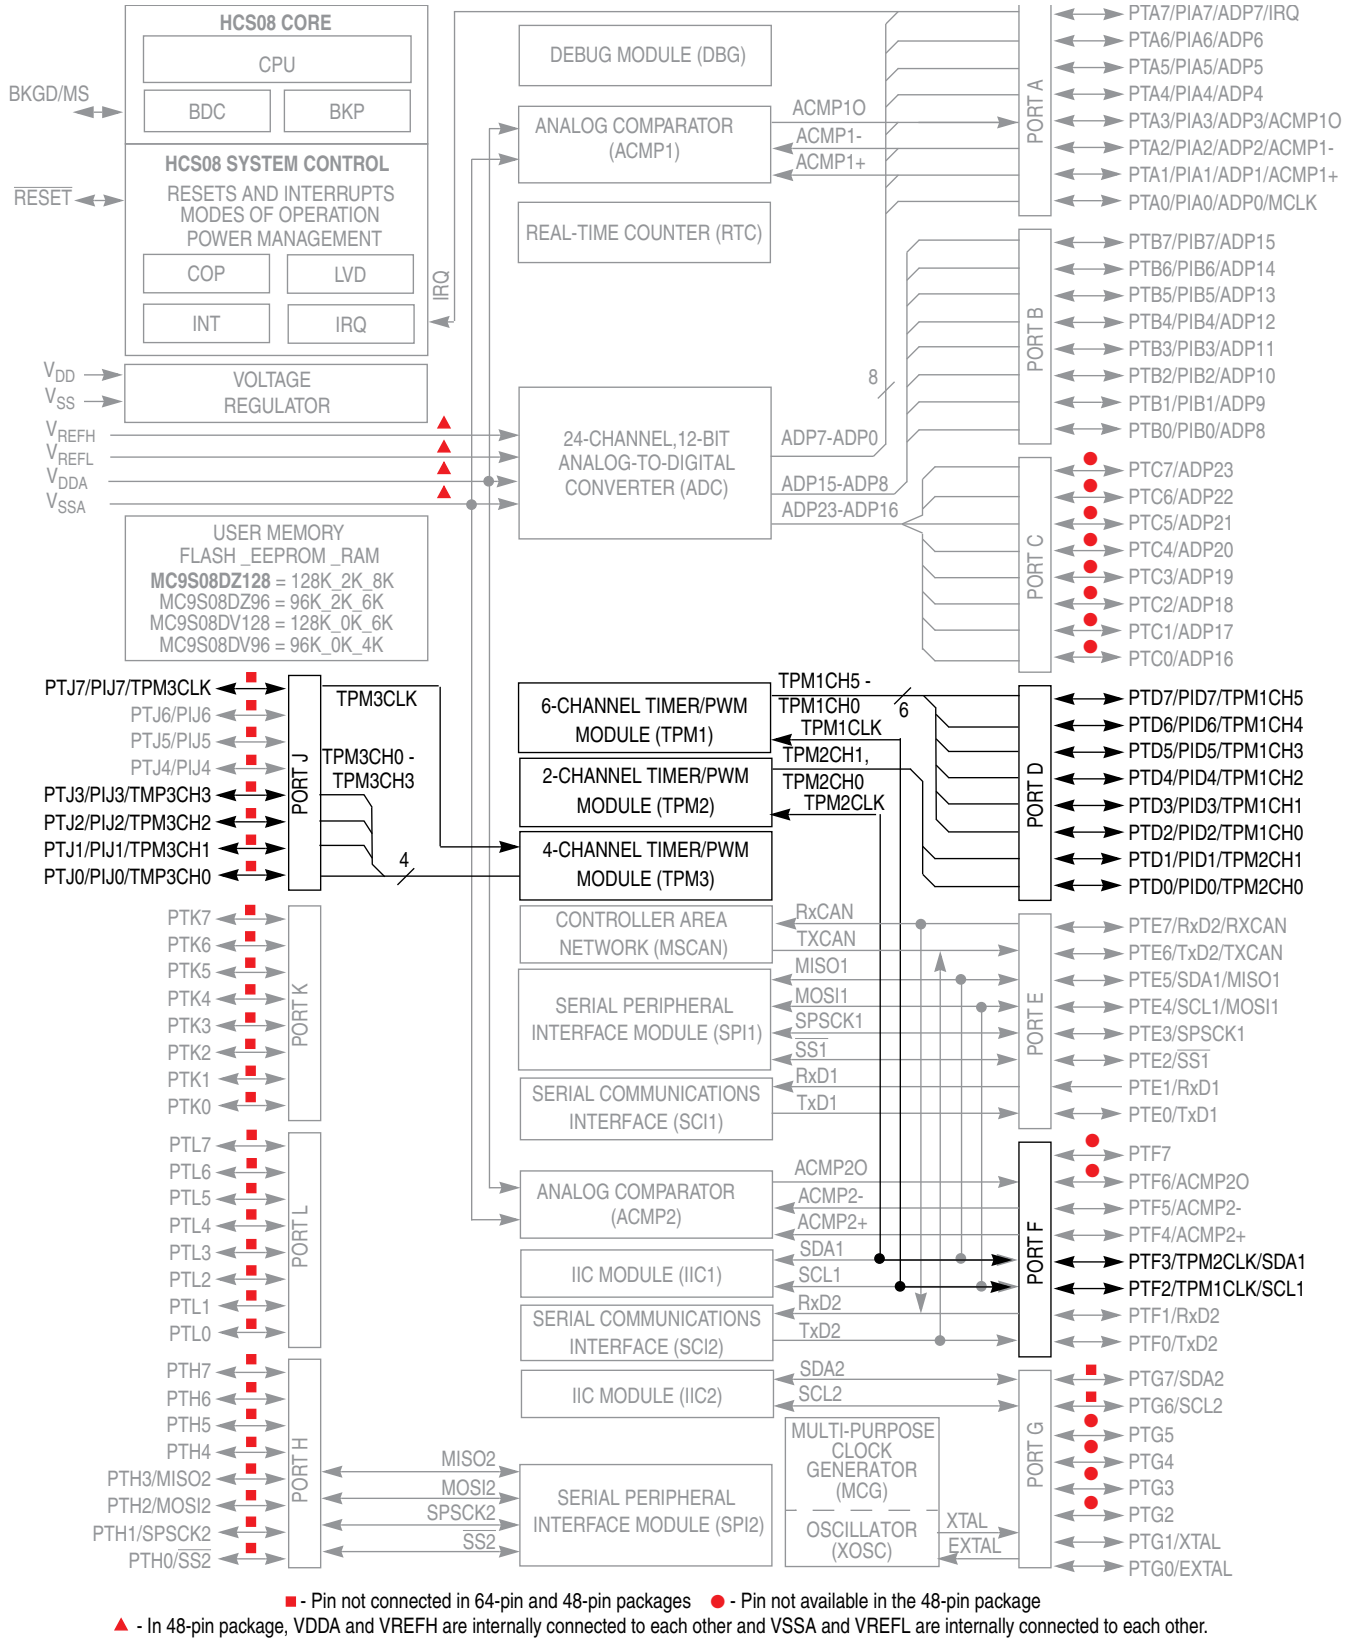 HCS08 CORE
CPU
BDC
BKP
BKGD/MS
HCS08 SYSTEM CONTROL
RESETS AND INTERRUPTS
MODES OF OPERATION
POWER MANAGEMENT
COP
LVD
INT
IRQ
RESET
IRQ
VDD
VSS
VOLTAGE
REGULATOR
VREFH
VREFL
VDDA
VSSA
USER MEMORY
FLASH _EEPROM _RAM
MC9S08DZ128 = 128K_2K_8K
MC9S08DZ96 = 96K_2K_6K
MC9S08DV128 = 128K_0K_6K
MC9S08DV96 = 96K_0K_4K
DEBUG MODULE (DBG)
ANALOG COMPARATOR
(ACMP1)
ACMP1O
ACMP1-
ACMP1+
REAL-TIME COUNTER (RTC)
24-CHANNEL,12-BIT
ANALOG-TO-DIGITAL
CONVERTER (ADC)
8
ADP7-ADP0
ADP15-ADP8
ADP23-ADP16
PORT A
PTA7/PIA7/ADP7/IRQ
PTA6/PIA6/ADP6
PTA5/PIA5/ADP5
PTA4/PIA4/ADP4
PTA3/PIA3/ADP3/ACMP1O
PTA2/PIA2/ADP2/ACMP1-
PTA1/PIA1/ADP1/ACMP1+
PTA0/PIA0/ADP0/MCLK
PORT B
PTB7/PIB7/ADP15
PTB6/PIB6/ADP14
PTB5/PIB5/ADP13
PTB4/PIB4/ADP12
PTB3/PIB3/ADP11
PTB2/PIB2/ADP10
PTB1/PIB1/ADP9
PTB0/PIB0/ADP8
PORT C
PTC7/ADP23
PTC6/ADP22
PTC5/ADP21
PTC4/ADP20
PTC3/ADP19
PTC2/ADP18
PTC1/ADP17
PTC0/ADP16
PTJ7/PIJ7/TPM3CLK
PTJ6/PIJ6
PTJ5/PIJ5
PTJ4/PIJ4
PTJ3/PIJ3/TMP3CH3
PTJ2/PIJ2/TPM3CH2
PTJ1/PIJ1/TPM3CH1
PTJ0/PIJ0/TMP3CH0
PORT J
TPM3CLK
TPM3CH0 -
TPM3CH3
4
6-CHANNEL TIMER/PWM
MODULE (TPM1)
2-CHANNEL TIMER/PWM
MODULE (TPM2)
4-CHANNEL TIMER/PWM
MODULE (TPM3)
TPM1CH5 -
TPM1CH0
6
TPM1CLK
TPM2CH1,
TPM2CH0
TPM2CLK
PORT D
PTD7/PID7/TPM1CH5
PTD6/PID6/TPM1CH4
PTD5/PID5/TPM1CH3
PTD4/PID4/TPM1CH2
PTD3/PID3/TPM1CH1
PTD2/PID2/TPM1CH0
PTD1/PID1/TPM2CH1
PTD0/PID0/TPM2CH0
PTK7
PTK6
PTK5
PTK4
PTK3
PTK2
PTK1
PTK0
PORT K
CONTROLLER AREA
NETWORK (MSCAN)
RxCAN
TXCAN
SERIAL PERIPHERAL
INTERFACE MODULE (SPI1)
MISO1
MOSI1
SPSCK1
SS1
SERIAL COMMUNICATIONS
INTERFACE (SCI1)
RxD1
TxD1
PORT E
PTE7/RxD2/RXCAN
PTE6/TxD2/TXCAN
PTE5/SDA1/MISO1
PTE4/SCL1/MOSI1
PTE3/SPSCK1
PTE2/SS1
PTE1/RxD1
PTE0/TxD1
PTL7
PTL6
PTL5
PTL4
PTL3
PTL2
PTL1
PTL0
PORT L
ANALOG COMPARATOR
(ACMP2)
ACMP2O
ACMP2-
ACMP2+
IIC MODULE (IIC1)
SDA1
SCL1
SERIAL COMMUNICATIONS
INTERFACE (SCI2)
RxD2
TxD2
PORT F
PTF7
PTF6/ACMP2O
PTF5/ACMP2-
PTF4/ACMP2+
PTF3/TPM2CLK/SDA1
PTF2/TPM1CLK/SCL1
PTF1/RxD2
PTF0/TxD2
PTH7
PTH6
PTH5
PTH4
PTH3/MISO2
PTH2/MOSI2
PTH1/SPSCK2
PTH0/SS2
PORT H
MISO2
MOSI2
SPSCK2
SS2
IIC MODULE (IIC2)
SDA2
SCL2
SERIAL PERIPHERAL
INTERFACE MODULE (SPI2)
MULTI-PURPOSE
CLOCK
GENERATOR
(MCG)
OSCILLATOR
(XOSC)
XTAL
EXTAL
PORT G
PTG7/SDA2
PTG6/SCL2
PTG5
PTG4
PTG3
PTG2
PTG1/XTAL
PTG0/EXTAL
- Pin not connected in 64-pin and 48-pin packages - Pin not available in the 48-pin package
- In 48-pin package, VDDA and VREFH are internally connected to each other and VSSA and VREFL are internally connected to each other.